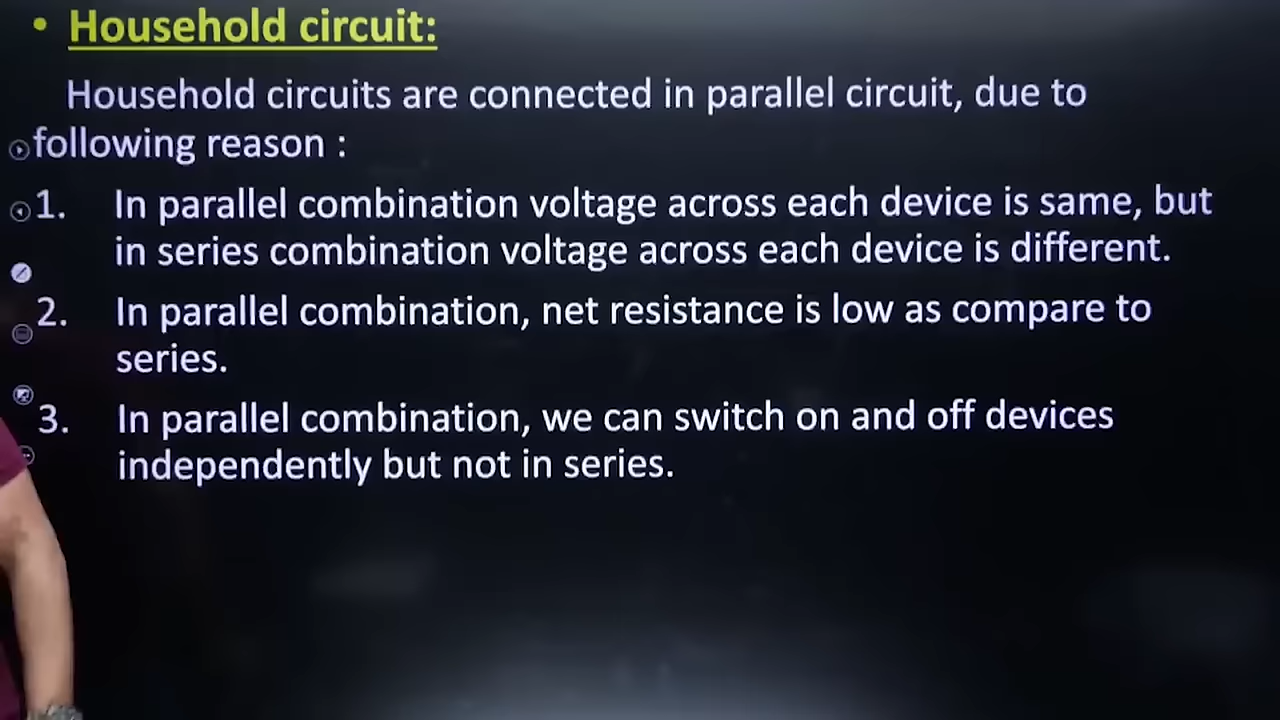 • Household circuit:
Household circuits are connected in parallel circuit, due to
following reason :
1. In parallel combination voltage across each device is same, but
in series combination voltage across each device is different.
2. In parallel combination, net resistance is low as compare to
series.
3. In parallel combination, we can switch on and off devices
independently but not in series.